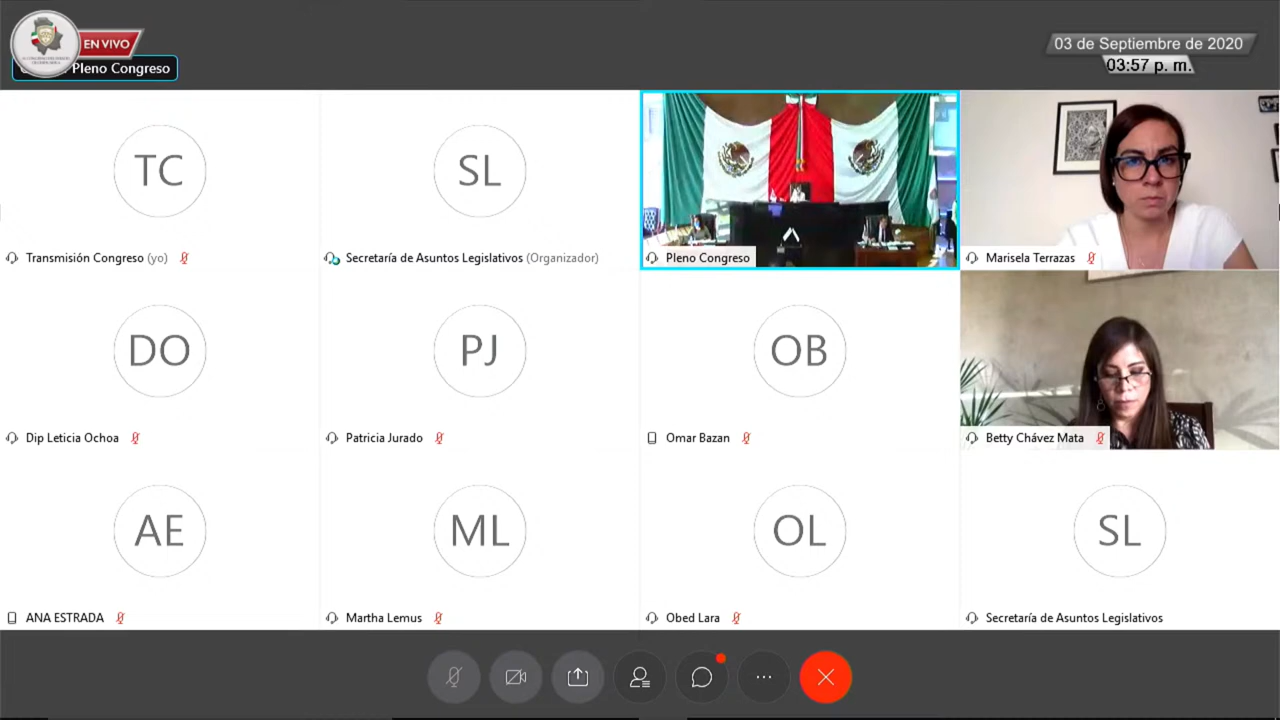 EN VIVO
Pleno Congreso
03 de Septiembre de 2020
03:57 p. m.
TC
SL
Transmisión Congreso (yo)
Secretaría de Asuntos Legislativos (Organizador)
Pleno Congreso
Marisela Terrazas
DO
PJ
OB
Dip Leticia Ochoa
Patricia Jurado
Omar Bazan
Betty Chávez Mata
AE
ML
OL
SL
ANA ESTRADA
Martha Lemus
Obed Lara
Secretaría de Asuntos Legislativos